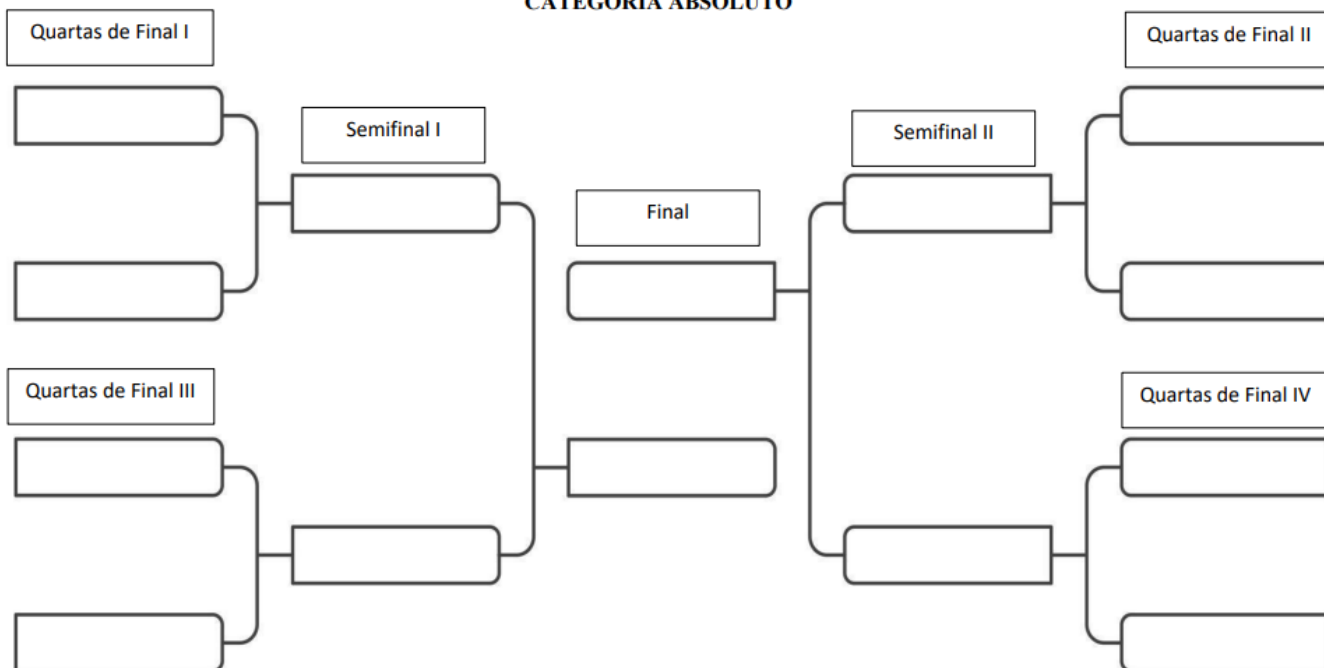 CATEGORIA ABSOLUTO
Quartas de Final I
Quartas de Final II
Semifinal I
Semifinal II
Final
Quartas de Final III
Quartas de Final IV